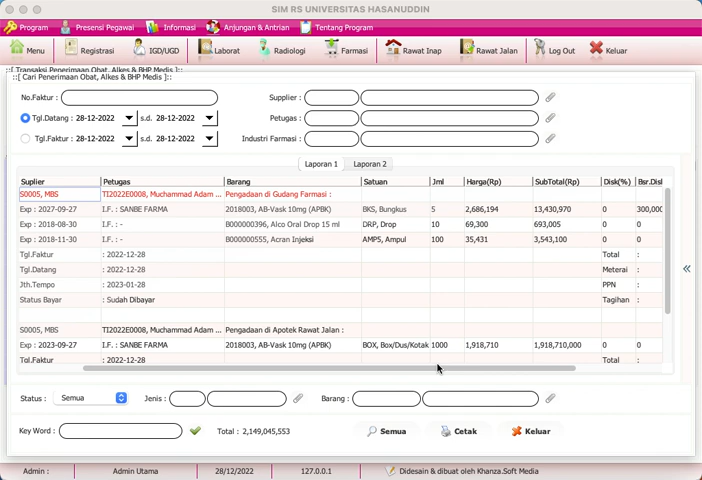 SIM RS UNIVERSITAS HASANUDDIN
Program Presensi Pegawai Informasi Anjungan & Antrian Tentang Program
Menu Registrasi IGD/UGD Laborat Radiologi Farmasi Rawat Inap Rawat Jalan Log Out Keluar
::[ Transaksi Penerimaan Obat, Alkes & BHP Medis ]::
::[ Cari Penerimaan Obat, Alkes & BHP Medis ]::
No.Faktur : Supplier :
Tgl.Datang : 28-12-2022 s.d. 28-12-2022 Petugas :
Tgl.Faktur : 28-12-2022 s.d. 28-12-2022 Industri Farmasi :
Laporan 1 Laporan 2
Suplier Petugas Barang Satuan Jml Harga(Rp) SubTotal(Rp) Disk(%) Bsr.Disl
S0005, MBS TI2022E0008, Muchammad Adam ... Pengadaan di Gudang Farmasi :
Exp : 2027-09-27 I.F. : SANBE FARMA 2018003, AB-Vask 10mg (APBK) BKS, Bungkus 5 2,686,194 13,430,970 0 300,000
Exp : 2018-08-30 I.F. : - B000000396, Alco Oral Drop 15 ml DRP, Drop 10 69,300 693,005 0 0
Exp : 2018-11-30 I.F. : - B000000555, Acran Injeksi AMP5, Ampul 100 35,431 3,543,100 0 0
Tgl.Faktur : 2022-12-28 Total :
Tgl.Datang : 2022-12-28 Meterai :
Jth.Tempo : 2023-01-28 PPN :
Status Bayar : Sudah Dibayar Tagihan :
S0005, MBS TI2022E0008, Muchammad Adam ... Pengadaan di Apotek Rawat Jalan :
Exp : 2023-09-27 I.F. : SANBE FARMA 2018003, AB-Vask 10mg (APBK) BOX, Box/Dus/Kotak 1000 1,918,710 1,918,710,000 0 0
Tgl.Faktur : 2022-12-28 Total :
Status : Semua Jenis : Barang :
Key Word : Total : 2,149,045,553 Semua Cetak Keluar
Admin : Admin Utama 28/12/2022 127.0.0.1 Didesain & dibuat oleh Khanza.Soft Media